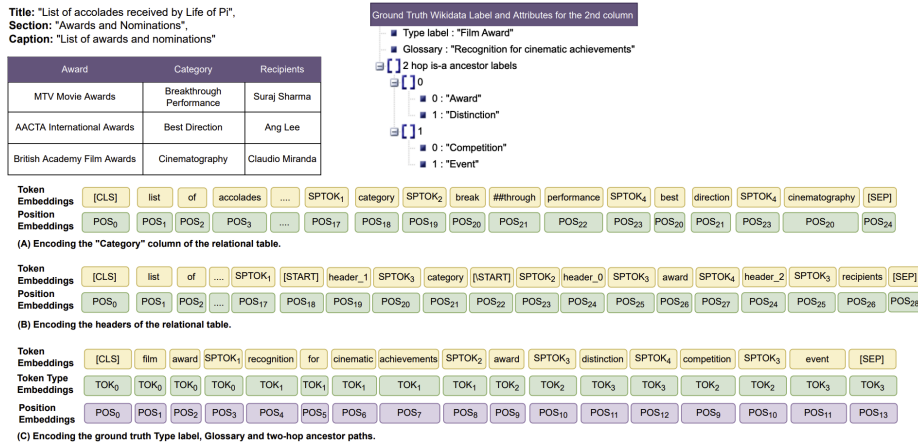 Title: "List of accolades received by Life of Pi",
Section: "Awards and Nominations",
Caption: "List of awards and nominations"
Award Category Recipients
MTV Movie Awards Breakthrough Performance Suraj Sharma
AACTA International Awards Best Direction Ang Lee
British Academy Film Awards Cinematography Claudio Miranda
Ground Truth Wikidata Label and Attributes for the 2nd column
Type label : "Film Award"
Glossary : "Recognition for cinematic achievements"
[ ] 2 hop is-a ancestor labels
[ ] 0
0 : "Award"
1 : "Distinction"
[ ] 1
0 : "Competition"
1 : "Event"
Token Embeddings [CLS] list of accolades .... SPTOK1 category SPTOK2 break ##through performance SPTOK4 best direction SPTOK4 cinematography [SEP]
Position Embeddings POS0 POS1 POS2 POS3 .... POS17 POS18 POS19 POS20 POS21 POS22 POS23 POS20 POS21 POS23 POS20 POS24
(A) Encoding the "Category" column of the relational table.
Token Embeddings [CLS] list of .... SPTOK1 [START] header_1 SPTOK3 category [\START] SPTOK2 header_0 SPTOK3 award SPTOK4 header_2 SPTOK3 recipients [SEP]
Position Embeddings POS0 POS1 POS2 .... POS17 POS18 POS19 POS20 POS21 POS22 POS23 POS24 POS25 POS26 POS27 POS24 POS25 POS26 POS28
(B) Encoding the headers of the relational table.
Token Embeddings [CLS] film award SPTOK1 recognition for cinematic achievements SPTOK2 award SPTOK3 distinction SPTOK4 competition SPTOK3 event [SEP]
Token Type Embeddings TOK0 TOK0 TOK0 TOK0 TOK1 TOK1 TOK1 TOK1 TOK1 TOK2 TOK2 TOK3 TOK3 TOK2 TOK2 TOK3 TOK3
Position Embeddings POS0 POS1 POS2 POS3 POS4 POS5 POS6 POS7 POS8 POS9 POS10 POS11 POS12 POS9 POS10 POS11 POS13
(C) Encoding the ground truth Type label, Glossary and two-hop ancestor paths.